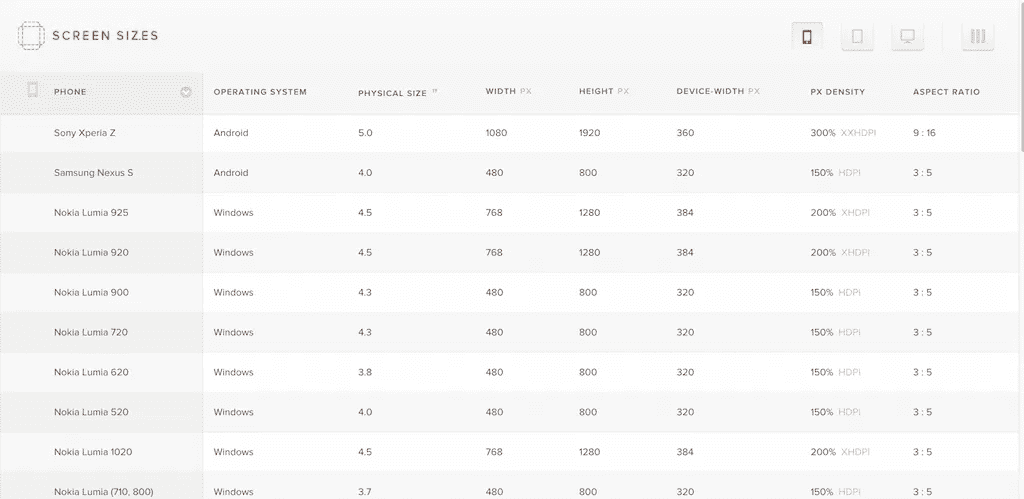 SCREEN SIZES
PHONE OPERATING SYSTEM PHYSICAL SIZE " WIDTH PX HEIGHT PX DEVICE-WIDTH PX PX DENSITY ASPECT RATIO
Sony Xperia Z Android 5.0 1080 1920 360 300% XXHDPI 9 : 16
Samsung Nexus S Android 4.0 480 800 320 150% HDPI 3 : 5
Nokia Lumia 925 Windows 4.5 768 1280 384 200% XHDPI 3 : 5
Nokia Lumia 920 Windows 4.5 768 1280 384 200% XHDPI 3 : 5
Nokia Lumia 900 Windows 4.3 480 800 320 150% HDPI 3 : 5
Nokia Lumia 720 Windows 4.3 480 800 320 150% HDPI 3 : 5
Nokia Lumia 620 Windows 3.8 480 800 320 150% HDPI 3 : 5
Nokia Lumia 520 Windows 4.0 480 800 320 150% HDPI 3 : 5
Nokia Lumia 1020 Windows 4.5 768 1280 384 200% XHDPI 3 : 5
Nokia Lumia (710, 800) Windows 3.7 480 800 320 150% HDPI 3 : 5